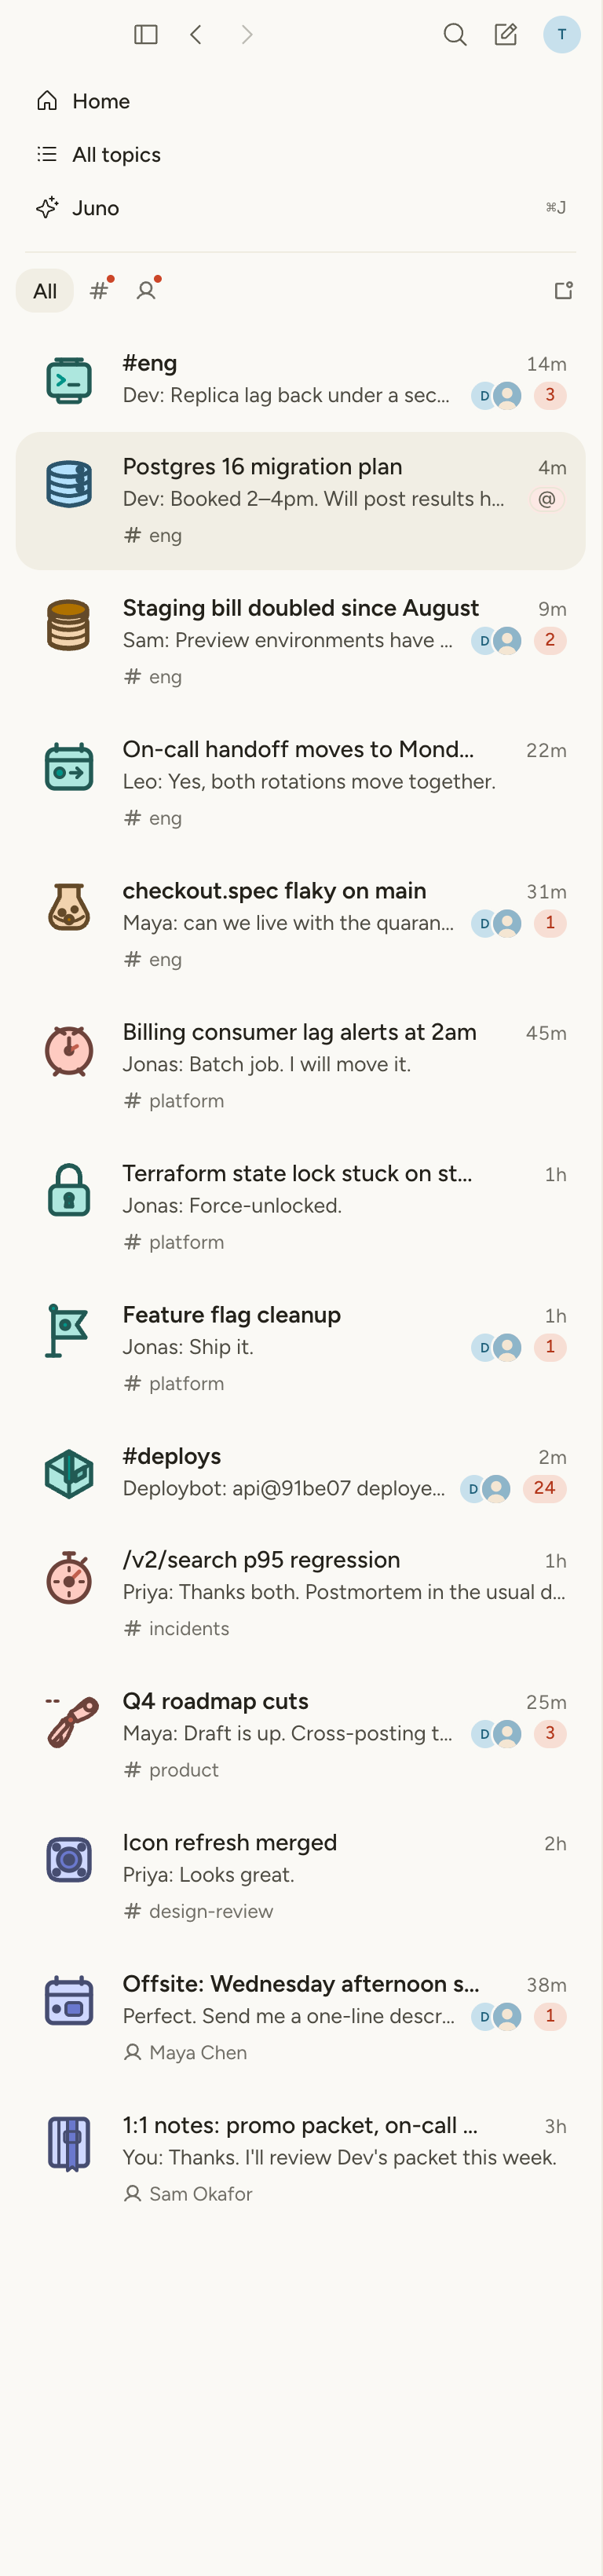 T
Home
All topics
Juno ⌘J
All
#eng 14m
Dev: Replica lag back under a sec... D 3
Postgres 16 migration plan 4m
Dev: Booked 2–4pm. Will post results h... @
# eng
Staging bill doubled since August 9m
Sam: Preview environments have ... D 2
# eng
On-call handoff moves to Mond... 22m
Leo: Yes, both rotations move together.
# eng
checkout.spec flaky on main 31m
Maya: can we live with the quaran... D 1
# eng
Billing consumer lag alerts at 2am 45m
Jonas: Batch job. I will move it.
# platform
Terraform state lock stuck on st... 1h
Jonas: Force-unlocked.
# platform
Feature flag cleanup 1h
Jonas: Ship it. D 1
# platform
#deploys 2m
Deploybot: api@91be07 deploye... D 24
/v2/search p95 regression 1h
Priya: Thanks both. Postmortem in the usual d...
# incidents
Q4 roadmap cuts 25m
Maya: Draft is up. Cross-posting t... D 3
# product
Icon refresh merged 2h
Priya: Looks great.
# design-review
Offsite: Wednesday afternoon s... 38m
Perfect. Send me a one-line descr... D 1
Maya Chen
1:1 notes: promo packet, on-call ... 3h
You: Thanks. I'll review Dev's packet this week.
Sam Okafor